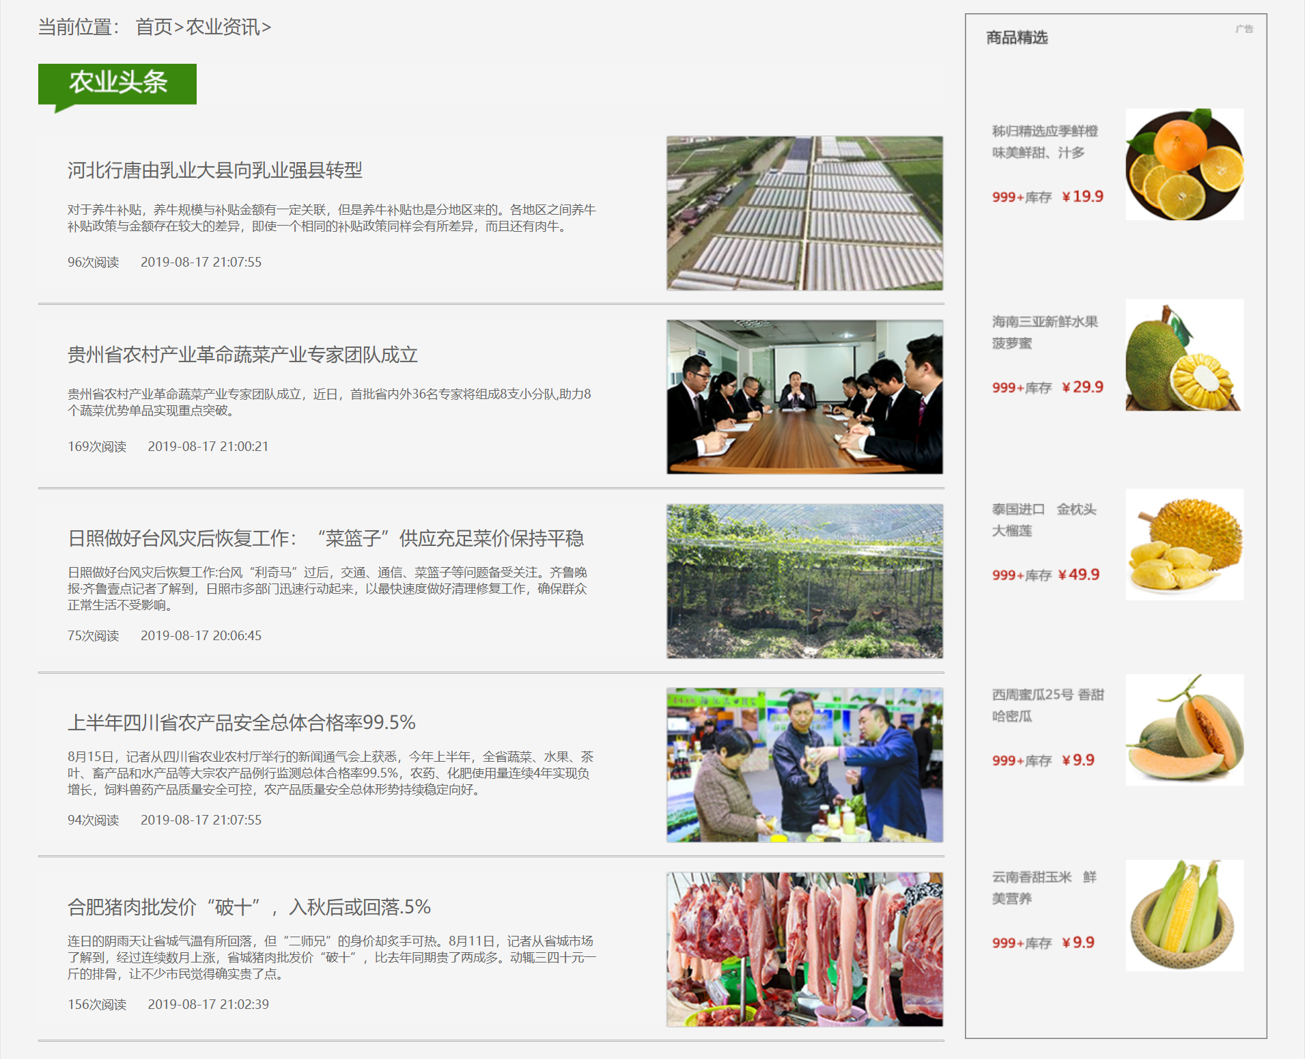 当前位置： 首页>农业资讯>
农业头条
河北行唐由乳业大县向乳业强县转型
对于养牛补贴，养牛规模与补贴金额有一定关联，但是养牛补贴也是分地区来的。各地区之间养牛
补贴政策与金额存在较大的差异，即使一个相同的补贴政策同样会有所差异，而且还有肉牛。
96次阅读 2019-08-17 21:07:55
贵州省农村产业革命蔬菜产业专家团队成立
贵州省农村产业革命蔬菜产业专家团队成立，近日，首批省内外36名专家将组成8支小分队,助力8
个蔬菜优势单品实现重点突破。
169次阅读 2019-08-17 21:00:21
日照做好台风灾后恢复工作：“菜篮子”供应充足菜价保持平稳
日照做好台风灾后恢复工作:台风“利奇马”过后，交通、通信、菜篮子等问题备受关注。齐鲁晚
报·齐鲁壹点记者了解到，日照市多部门迅速行动起来，以最快速度做好清理修复工作，确保群众
正常生活不受影响。
75次阅读 2019-08-17 20:06:45
上半年四川省农产品安全总体合格率99.5%
8月15日，记者从四川省农业农村厅举行的新闻通气会上获悉，今年上半年，全省蔬菜、水果、茶
叶、畜产品和水产品等大宗农产品例行监测总体合格率99.5%，农药、化肥使用量连续4年实现负
增长，饲料兽药产品质量安全可控，农产品质量安全总体形势持续稳定向好。
94次阅读 2019-08-17 21:07:55
合肥猪肉批发价“破十”，入秋后或回落.5%
连日的阴雨天让省城气温有所回落，但“二师兄”的身价却炙手可热。8月11日，记者从省城市场
了解到，经过连续数月上涨，省城猪肉批发价“破十”，比去年同期贵了两成多。动辄三四十元一
斤的排骨，让不少市民觉得确实贵了点。
156次阅读 2019-08-17 21:02:39
商品精选 广告
秭归精选应季鲜橙
味美鲜甜、汁多
999+库存 ￥19.9
海南三亚新鲜水果
菠萝蜜
999+库存 ￥29.9
泰国进口 金枕头
大榴莲
999+库存 ￥49.9
西周蜜瓜25号 香甜
哈密瓜
999+库存 ￥9.9
云南香甜玉米 鲜
美营养
999+库存 ￥9.9